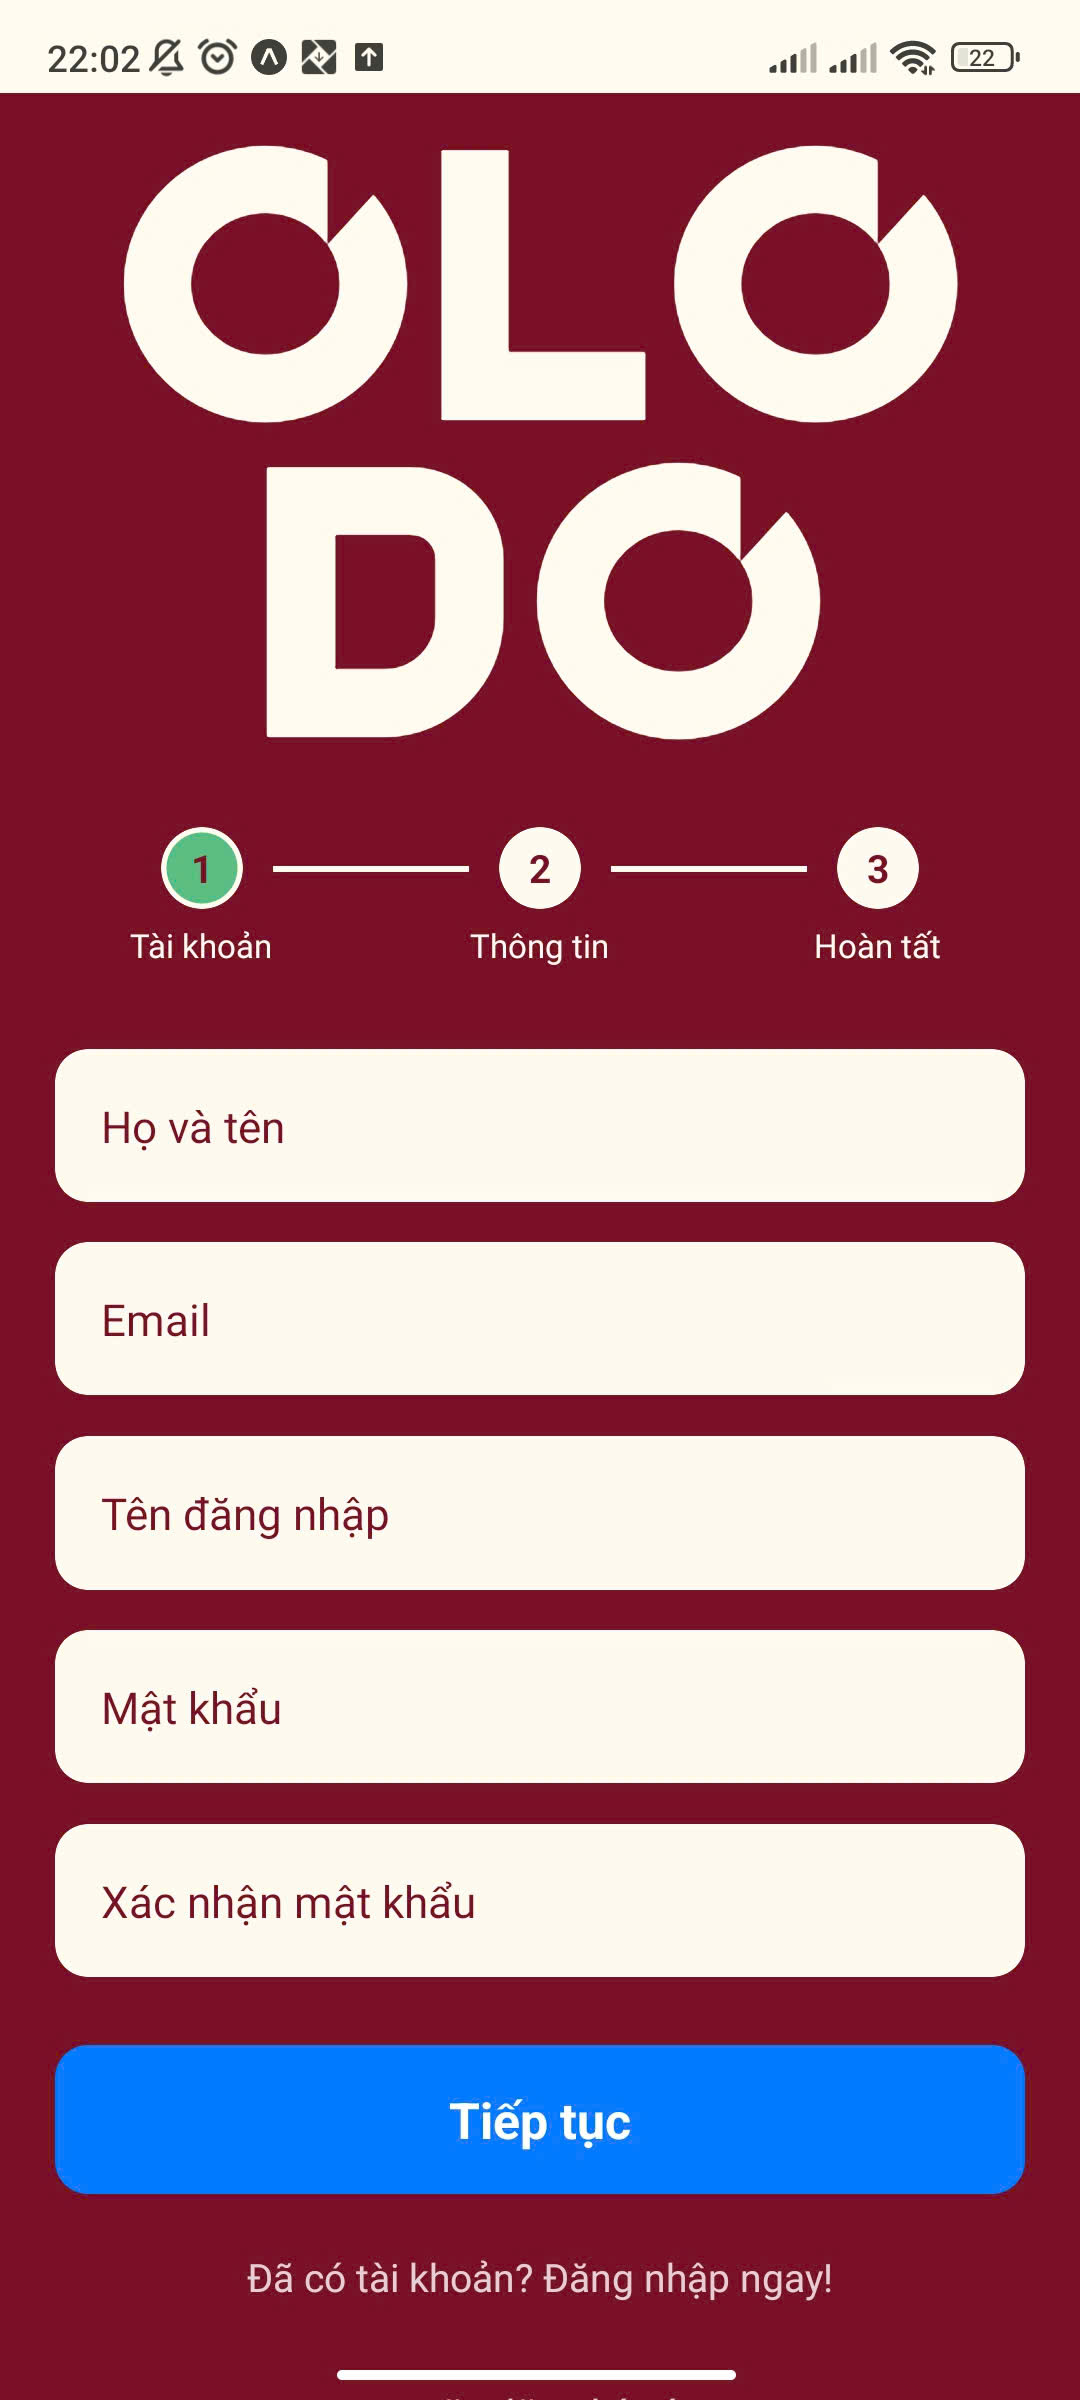 22:02
22
OLO
DO
1
2
3
Tài khoản
Thông tin
Hoàn tất
Họ và tên
Email
Tên đăng nhập
Mật khẩu
Xác nhận mật khẩu
Tiếp tục
Đã có tài khoản? Đăng nhập ngay!